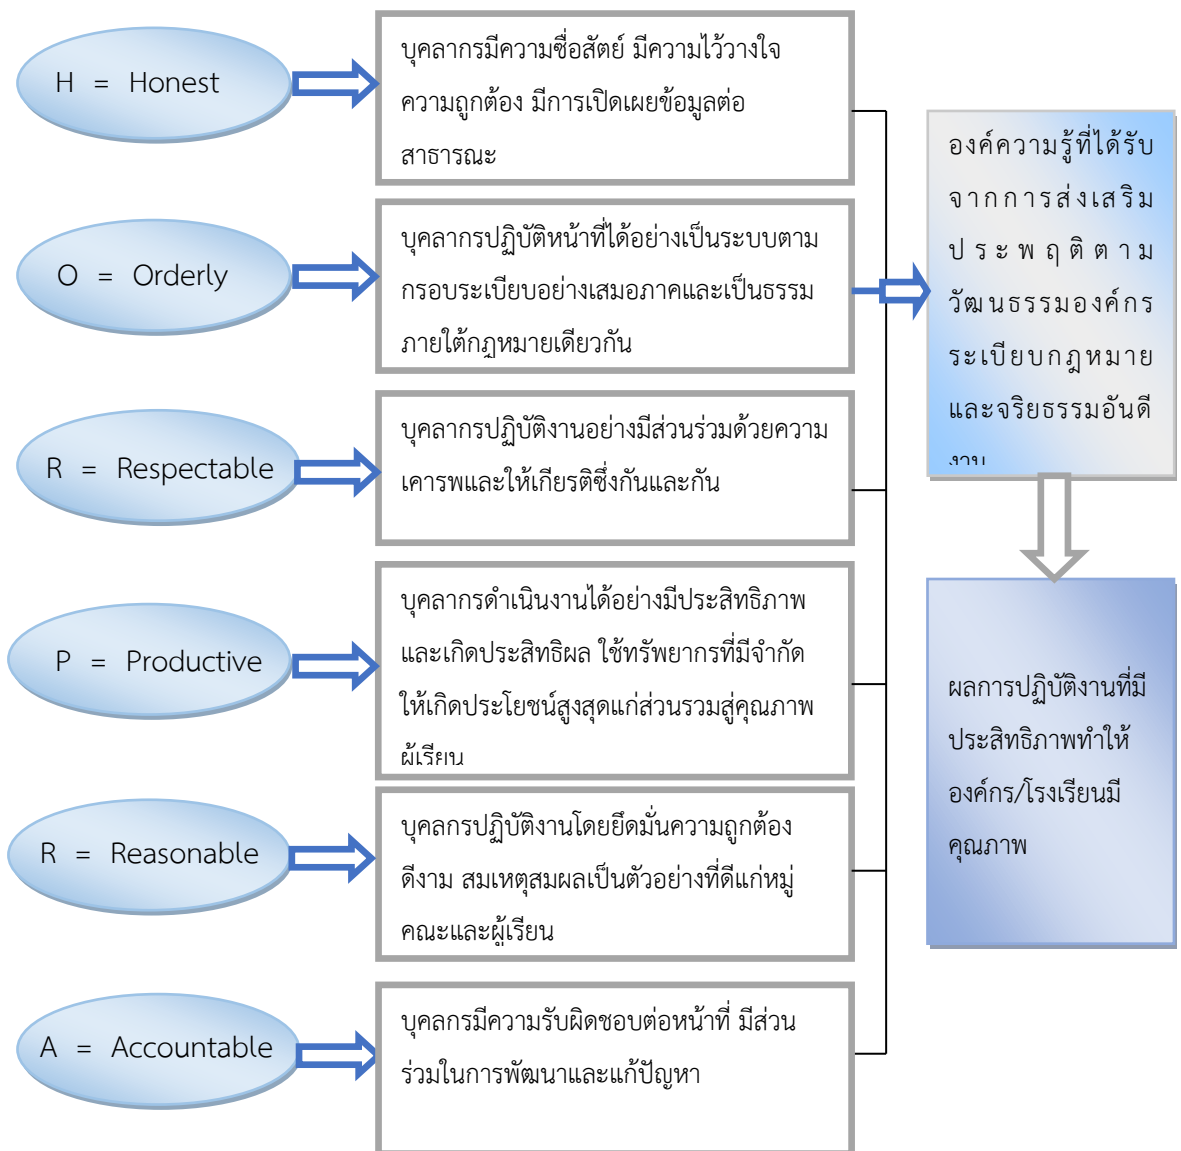 H = Honest
บุคลากรมีความซื่อสัตย์ มีความไว้วางใจ
ความถูกต้อง มีการเปิดเผยข้อมูลต่อ
สาธารณะ
O = Orderly
บุคลากรปฏิบัติหน้าที่ได้อย่างเป็นระบบตาม
กรอบระเบียบอย่างเสมอภาคและเป็นธรรม
ภายใต้กฎหมายเดียวกัน
R = Respectable
บุคลากรปฏิบัติงานอย่างมีส่วนร่วมด้วยความ
เคารพและให้เกียรติซึ่งกันและกัน
P = Productive
บุคลากรดำเนินงานได้อย่างมีประสิทธิภาพ
และเกิดประสิทธิผล ใช้ทรัพยากรที่มีจำกัด
ให้เกิดประโยชน์สูงสุดแก่ส่วนรวมสู่คุณภาพ
ผู้เรียน
R = Reasonable
บุคลกรปฏิบัติงานโดยยึดมั่นความถูกต้อง
ดีงาม สมเหตุสมผลเป็นตัวอย่างที่ดีแก่หมู่
คณะและผู้เรียน
A = Accountable
บุคลกรมีความรับผิดชอบต่อหน้าที่ มีส่วน
ร่วมในการพัฒนาและแก้ปัญหา
องค์ความรู้ที่ได้รับ
จากการส่งเสริม
ประพฤติตาม
วัฒนธรรมองค์กร
ระเบียบกฎหมาย
และจริยธรรมอันดี
งาม
ผลการปฏิบัติงานที่มี
ประสิทธิภาพทำให้
องค์กร/โรงเรียนมี
คุณภาพ